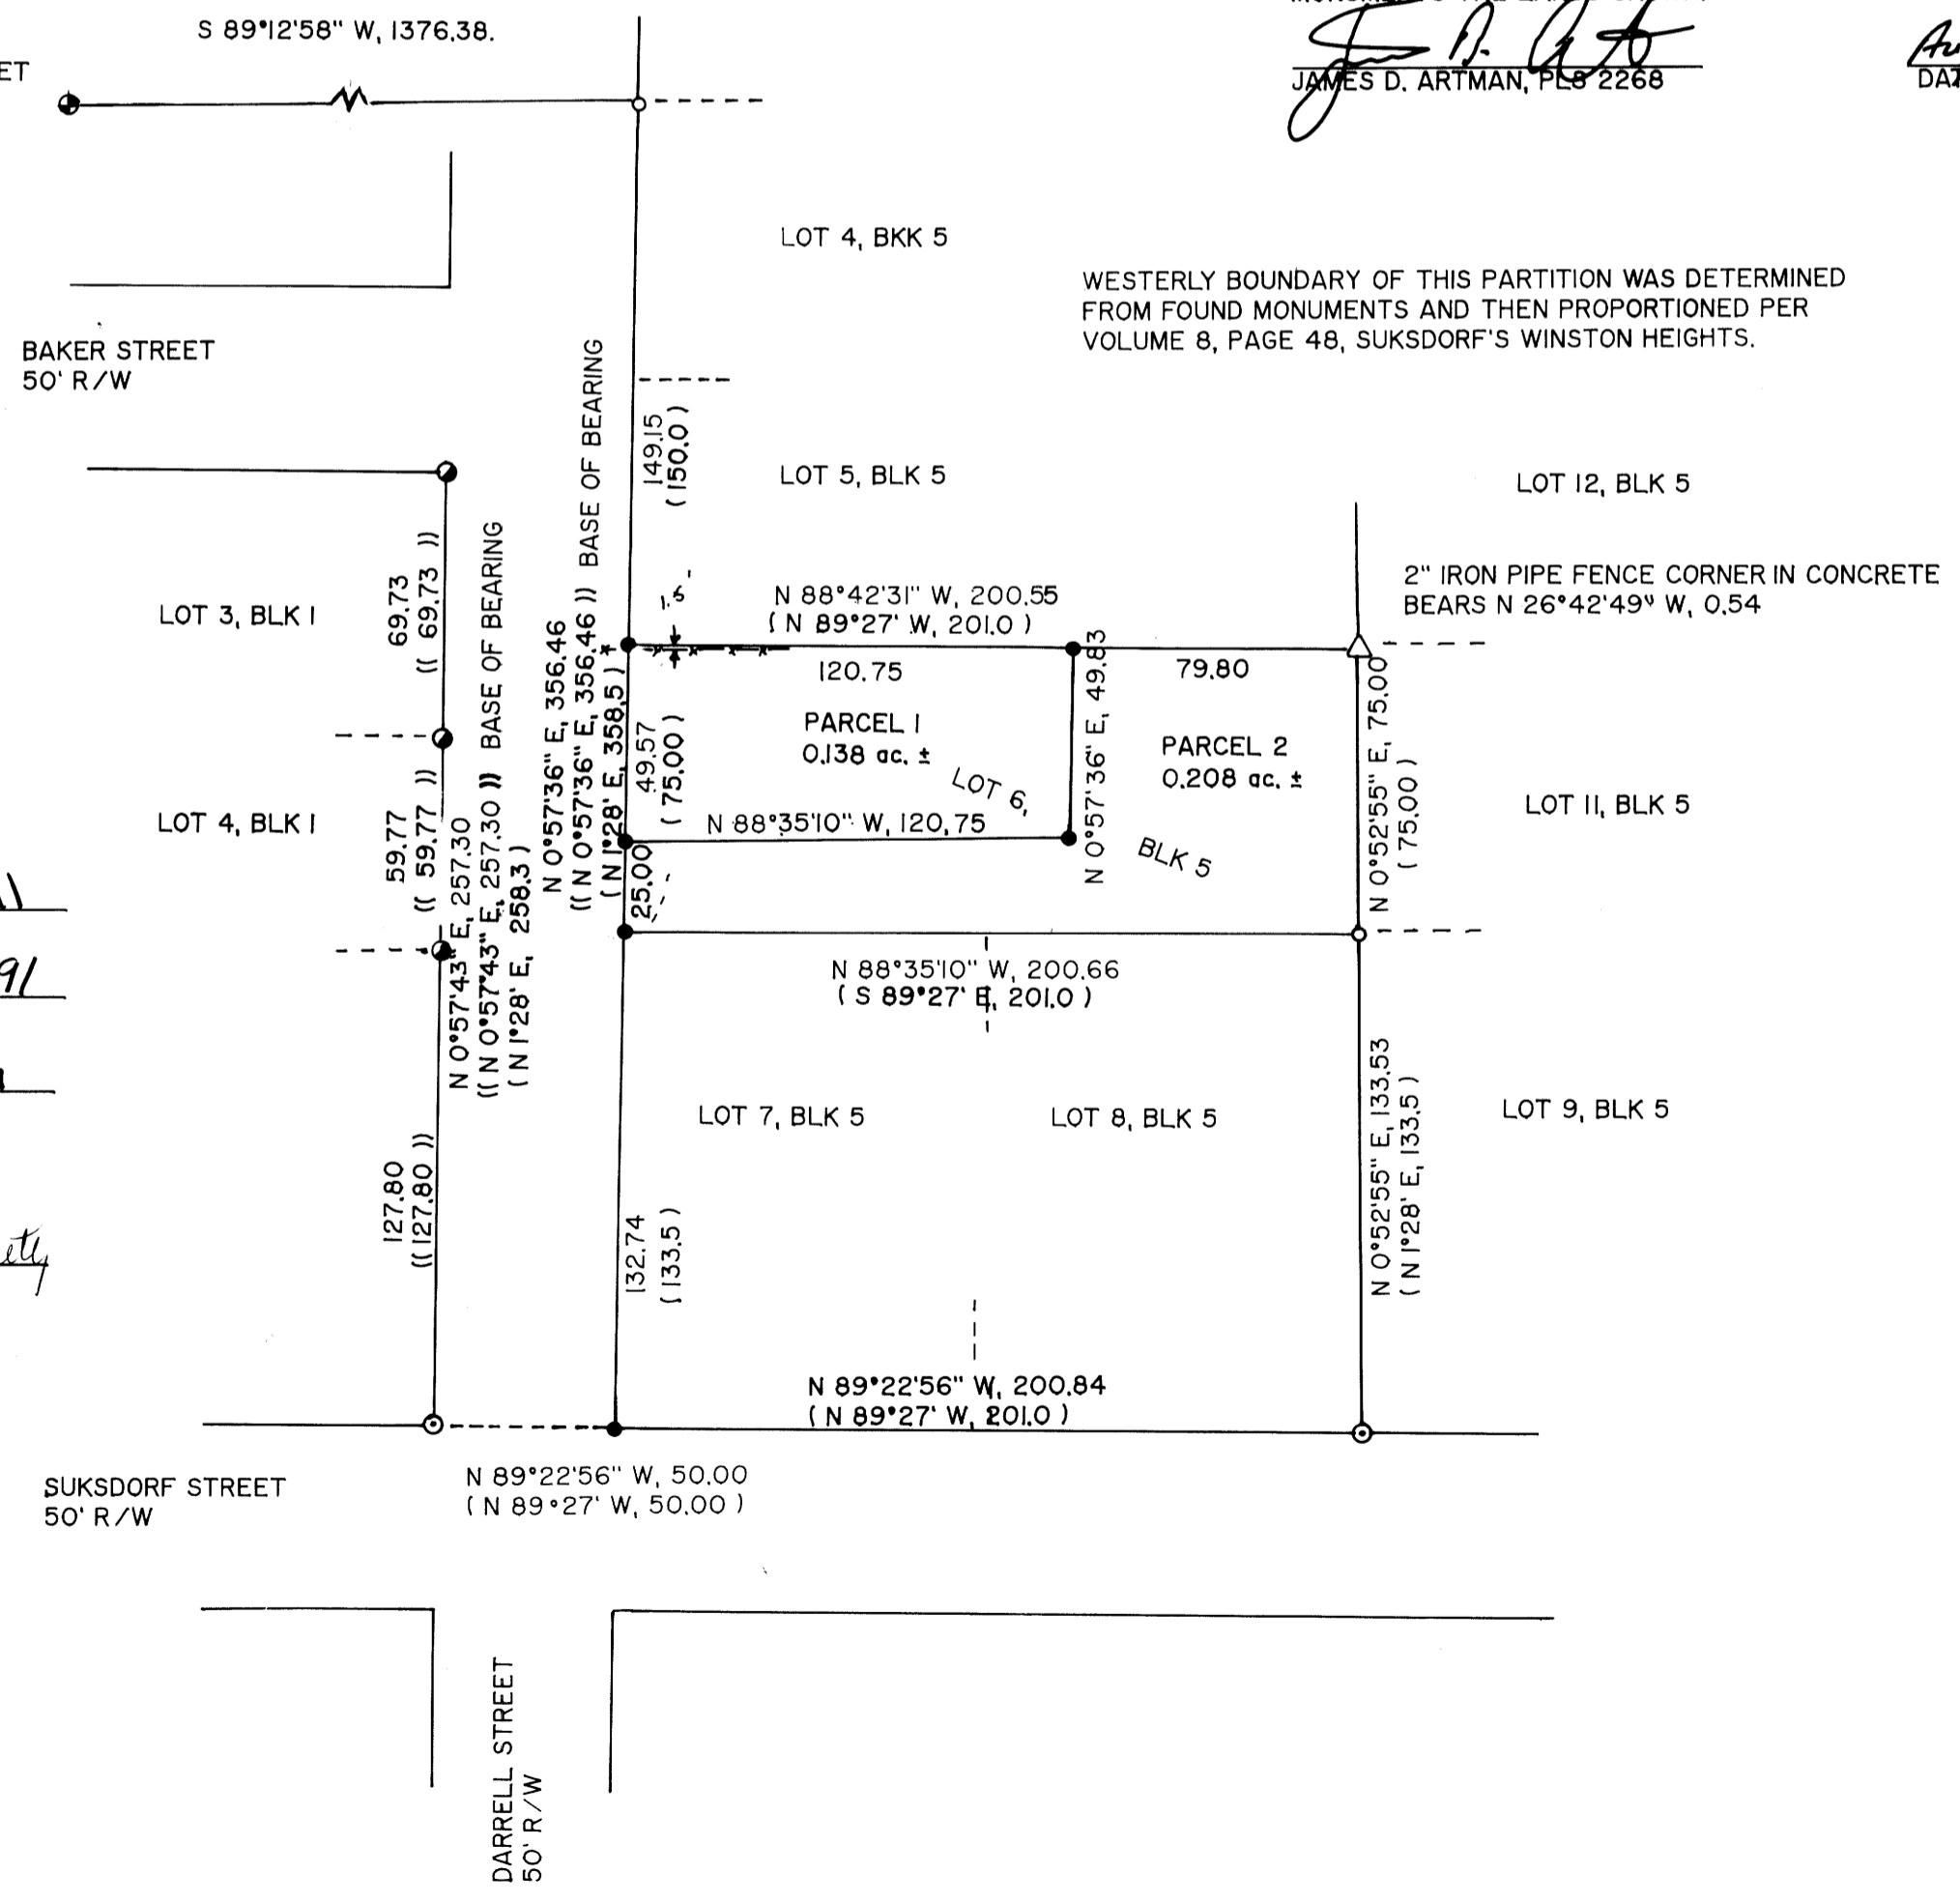 S 89°12'58" W, 1376.38.
ET
JAMES D. ARTMAN, PLS 2268
LOT 4, BKK 5
WESTERLY BOUNDARY OF THIS PARTITION WAS DETERMINED
FROM FOUND MONUMENTS AND THEN PROPORTIONED PER
VOLUME 8, PAGE 48, SUKSDORF'S WINSTON HEIGHTS.
BAKER STREET
50' R/W
149.15
(150.0)
LOT 5, BLK 5
LOT 12, BLK 5
2" IRON PIPE FENCE CORNER IN CONCRETE
BEARS N 26°42'49" W, 0.54
LOT 3, BLK 1
69.73
(( 69.73 ))
1.5
N 88°42'31" W, 200.55
( N 89°27' W, 201.0 )
120.75
79.80
PARCEL 1
0.138 ac. ±
PARCEL 2
0.208 ac. ±
LOT 6,
BLK 5
N 0°57'36" E, 49.83
N 0°52'55" E, 75.00
( 75.00 )
LOT 11, BLK 5
49.57
( 75.00 )
N 88°35'10" W, 120.75
25.00
LOT 4, BLK 1
59.77
(( 59.77 ))
N 0°57'43" E, 257.30
(( N 0°57'43" E, 257.30 )) BASE OF BEARING
( N 1°28' E, 258.3 )
N 0°57'36" E, 356.46
(( N 0°57'36" E, 356.46 )) BASE OF BEARING
( N 1°28' E, 358.5 )
91
N 88°35'10" W, 200.66
( S 89°27' E, 201.0 )
LOT 7, BLK 5
LOT 8, BLK 5
LOT 9, BLK 5
N 0°52'55" E, 133.53
( N 1°28' E, 133.5 )
127.80
((127.80 ))
132.74
( 133.5 )
N 89°22'56" W, 200.84
( N 89°27' W, 201.0 )
SUKSDORF STREET
50' R/W
N 89°22'56" W, 50.00
( N 89°27' W, 50.00 )
DARRELL STREET
50' R/W